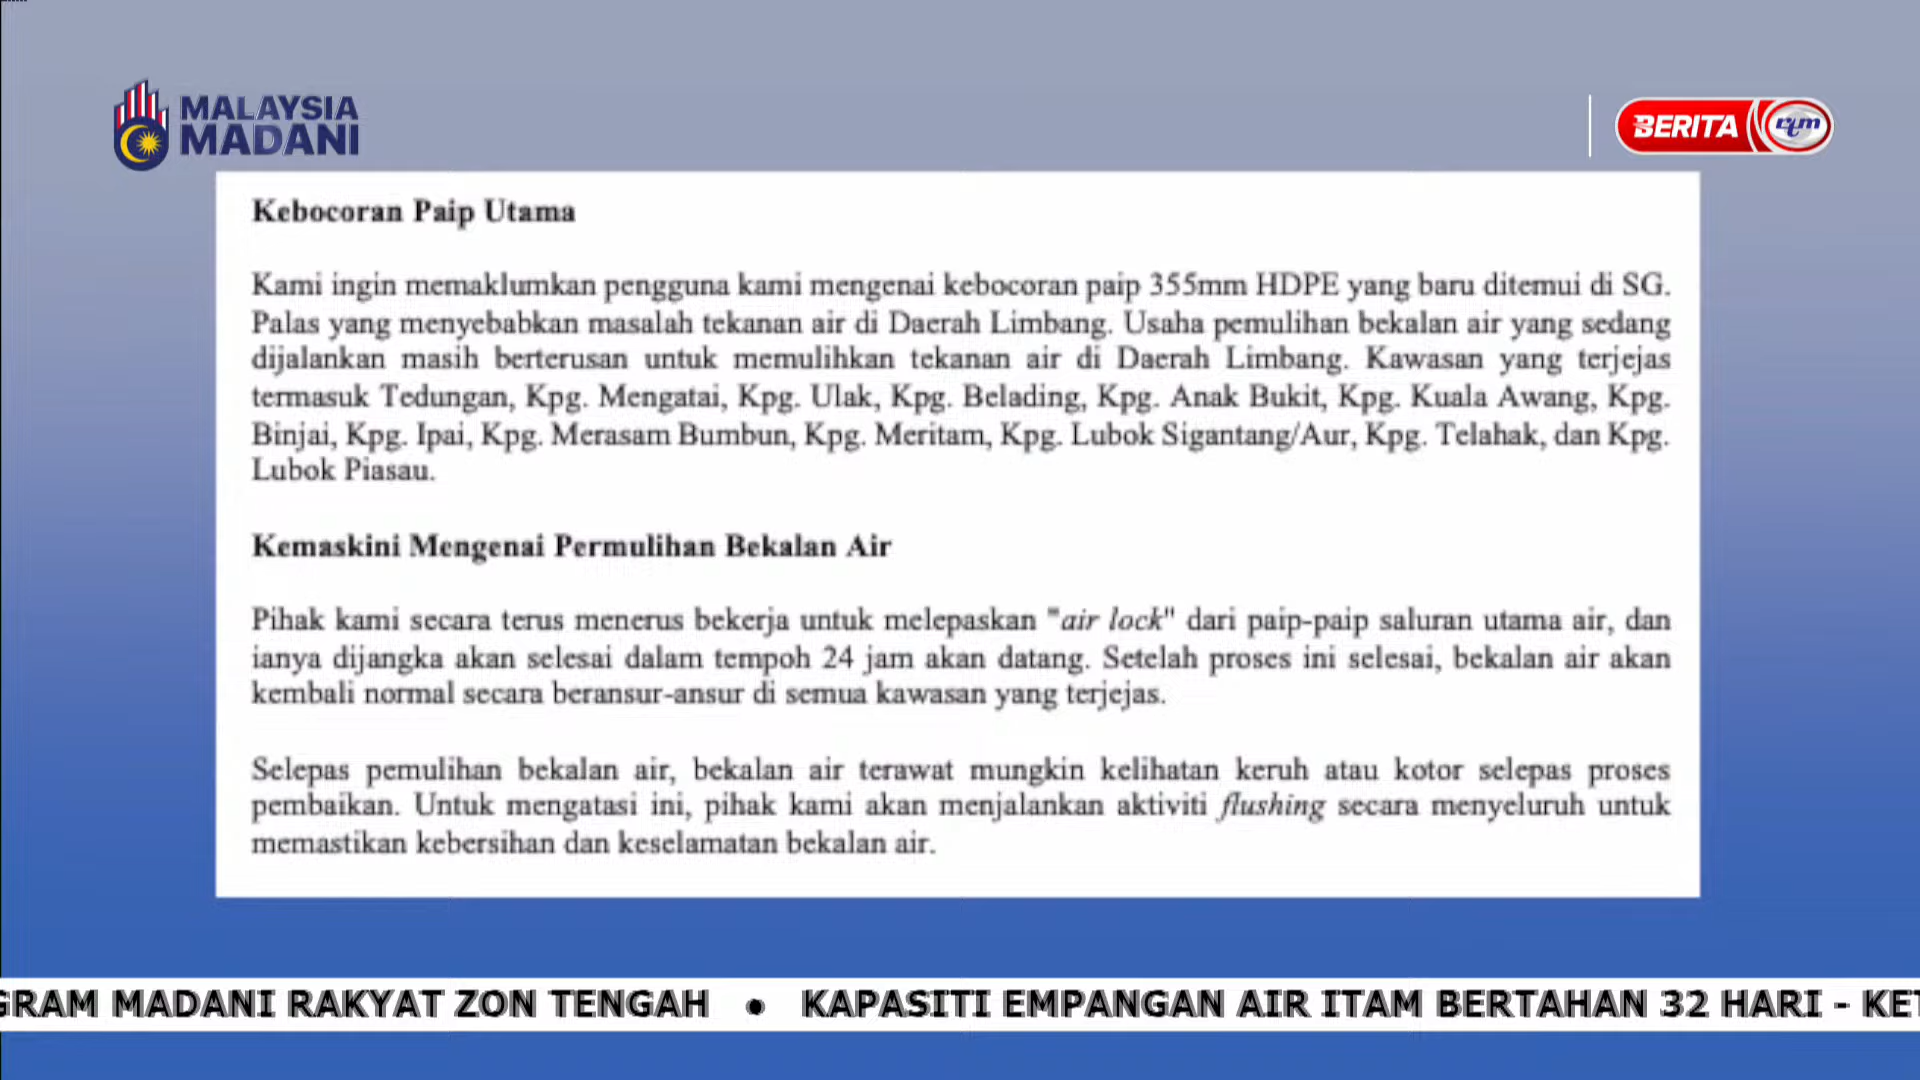 MALAYSIA
MADANI
BERITA rtm
Kebocoran Paip Utama
Kami ingin memaklumkan pengguna kami mengenai kebocoran paip 355mm HDPE yang baru ditemui di SG.
Palas yang menyebabkan masalah tekanan air di Daerah Limbang. Usaha pemulihan bekalan air yang sedang
dijalankan masih berterusan untuk memulihkan tekanan air di Daerah Limbang. Kawasan yang terjejas
termasuk Tedungan, Kpg. Mengatai, Kpg. Ulak, Kpg. Belading, Kpg. Anak Bukit, Kpg. Kuala Awang, Kpg.
Binjai, Kpg. Ipai, Kpg. Merasam Bumbun, Kpg. Meritam, Kpg. Lubok Sigantang/Aur, Kpg. Telahak, dan Kpg.
Lubok Piasau.
Kemaskini Mengenai Permulihan Bekalan Air
Pihak kami secara terus menerus bekerja untuk melepaskan "air lock" dari paip-paip saluran utama air, dan
ianya dijangka akan selesai dalam tempoh 24 jam akan datang. Setelah proses ini selesai, bekalan air akan
kembali normal secara beransur-ansur di semua kawasan yang terjejas.
Selepas pemulihan bekalan air, bekalan air terawat mungkin kelihatan keruh atau kotor selepas proses
pembaikan. Untuk mengatasi ini, pihak kami akan menjalankan aktiviti flushing secara menyeluruh untuk
memastikan kebersihan dan keselamatan bekalan air.
GRAM MADANI RAKYAT ZON TENGAH • KAPASITI EMPANGAN AIR ITAM BERTAHAN 32 HARI - KET